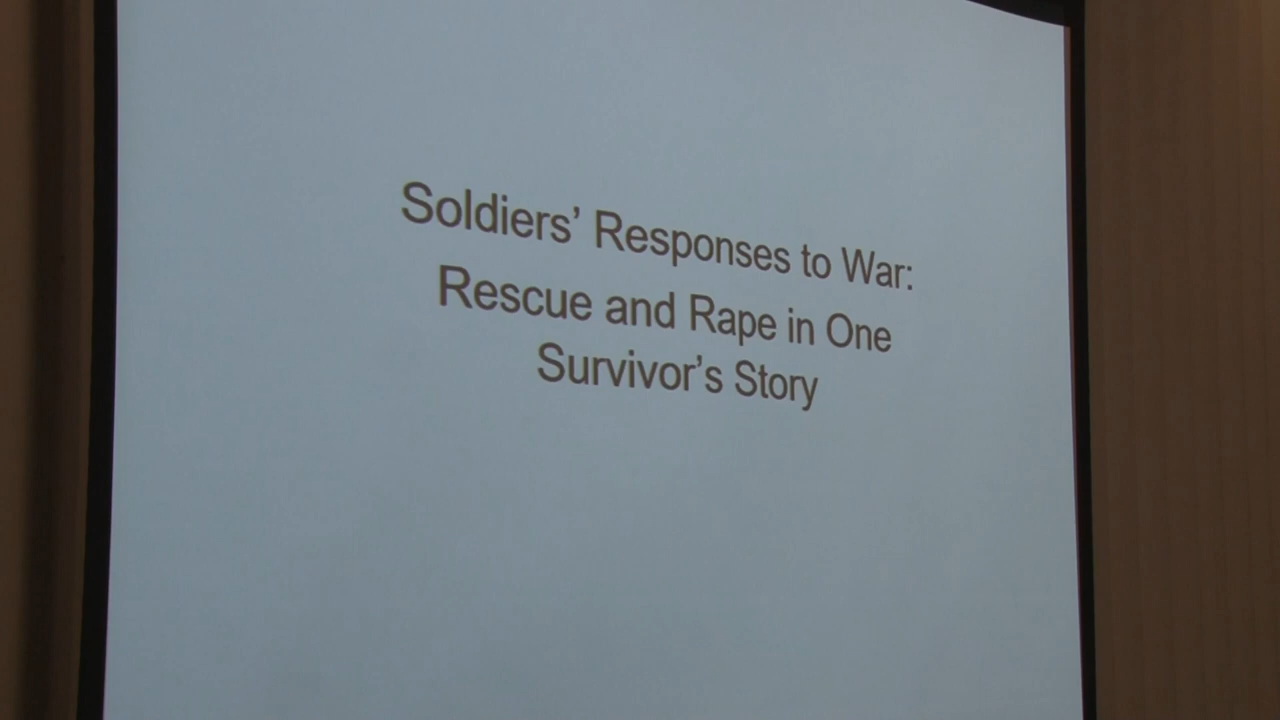 Soldiers’ Responses to War:
Rescue and Rape in One
Survivor’s Story